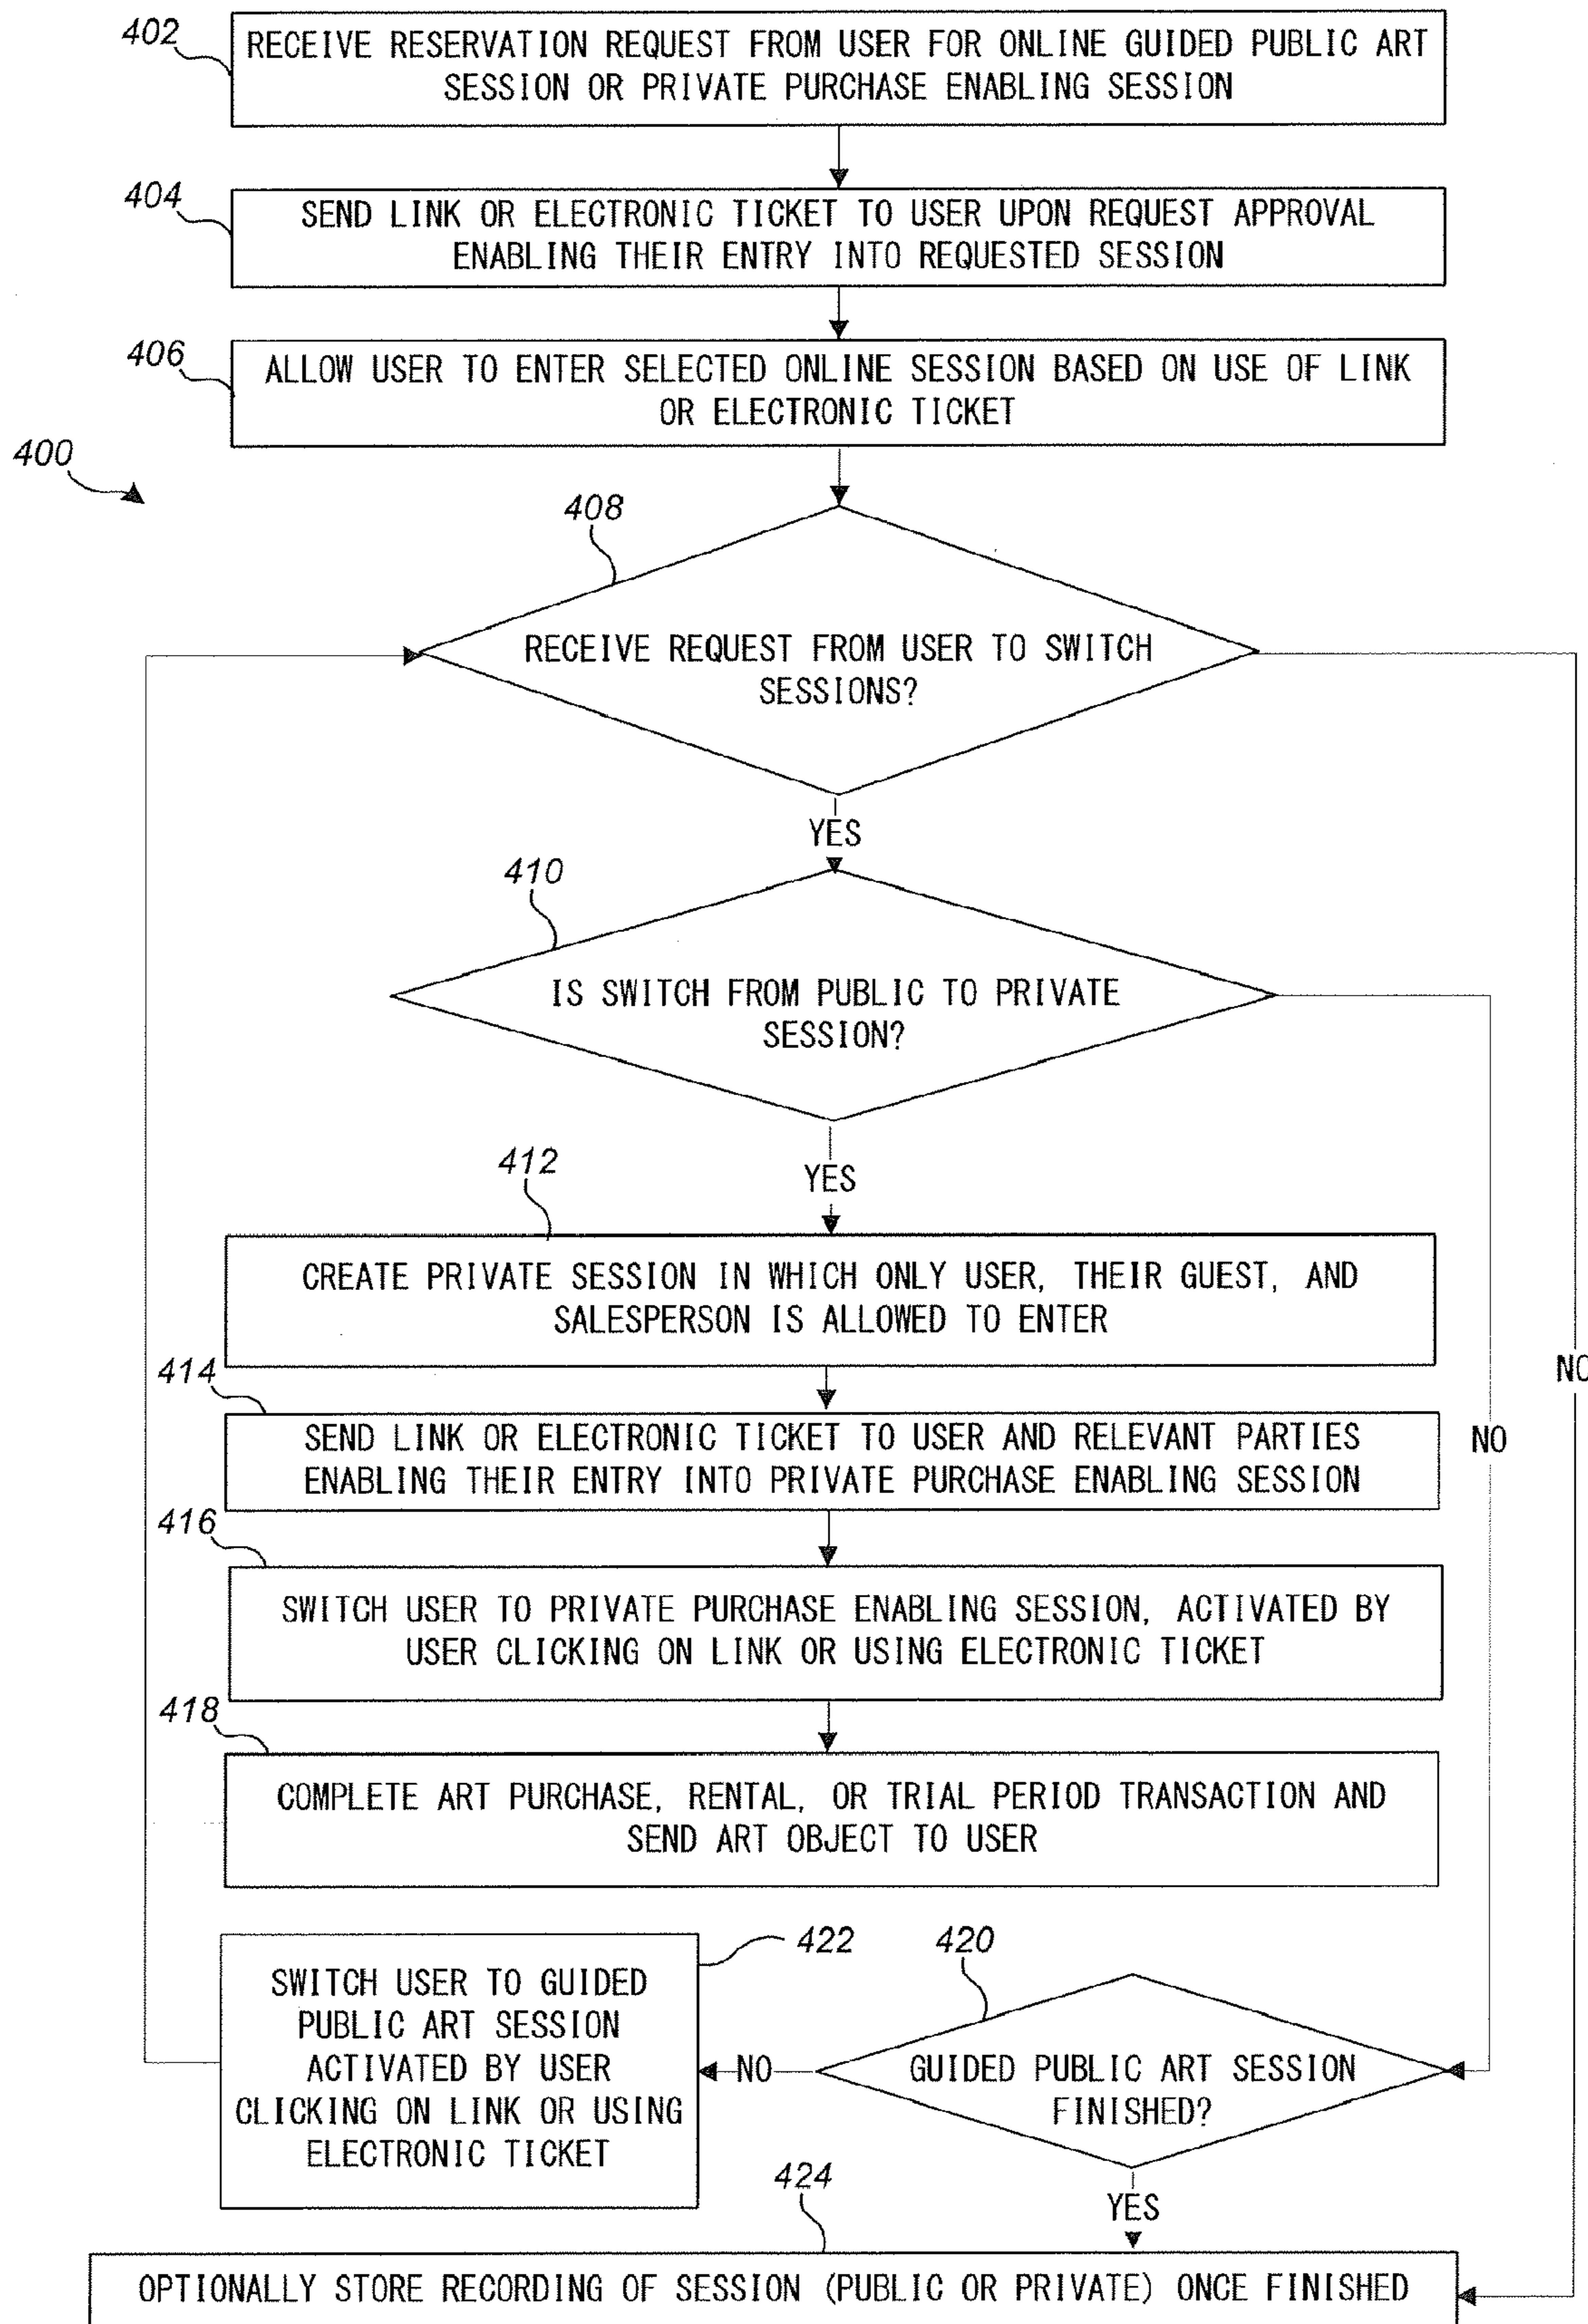 402
RECEIVE RESERVATION REQUEST FROM USER FOR ONLINE GUIDED PUBLIC ART
SESSION OR PRIVATE PURCHASE ENABLING SESSION
404
SEND LINK OR ELECTRONIC TICKET TO USER UPON REQUEST APPROVAL
ENABLING THEIR ENTRY INTO REQUESTED SESSION
406
ALLOW USER TO ENTER SELECTED ONLINE SESSION BASED ON USE OF LINK
OR ELECTRONIC TICKET
400
408
RECEIVE REQUEST FROM USER TO SWITCH
SESSIONS?
YES
410
IS SWITCH FROM PUBLIC TO PRIVATE
SESSION?
YES
412
CREATE PRIVATE SESSION IN WHICH ONLY USER, THEIR GUEST, AND
SALESPERSON IS ALLOWED TO ENTER
NO
414
SEND LINK OR ELECTRONIC TICKET TO USER AND RELEVANT PARTIES
ENABLING THEIR ENTRY INTO PRIVATE PURCHASE ENABLING SESSION
NO
416
SWITCH USER TO PRIVATE PURCHASE ENABLING SESSION, ACTIVATED BY
USER CLICKING ON LINK OR USING ELECTRONIC TICKET
418
COMPLETE ART PURCHASE, RENTAL, OR TRIAL PERIOD TRANSACTION AND
SEND ART OBJECT TO USER
422
SWITCH USER TO GUIDED
PUBLIC ART SESSION
ACTIVATED BY USER
CLICKING ON LINK OR USING
ELECTRONIC TICKET
420
NO
GUIDED PUBLIC ART SESSION
FINISHED?
YES
424
OPTIONALLY STORE RECORDING OF SESSION (PUBLIC OR PRIVATE) ONCE FINISHED